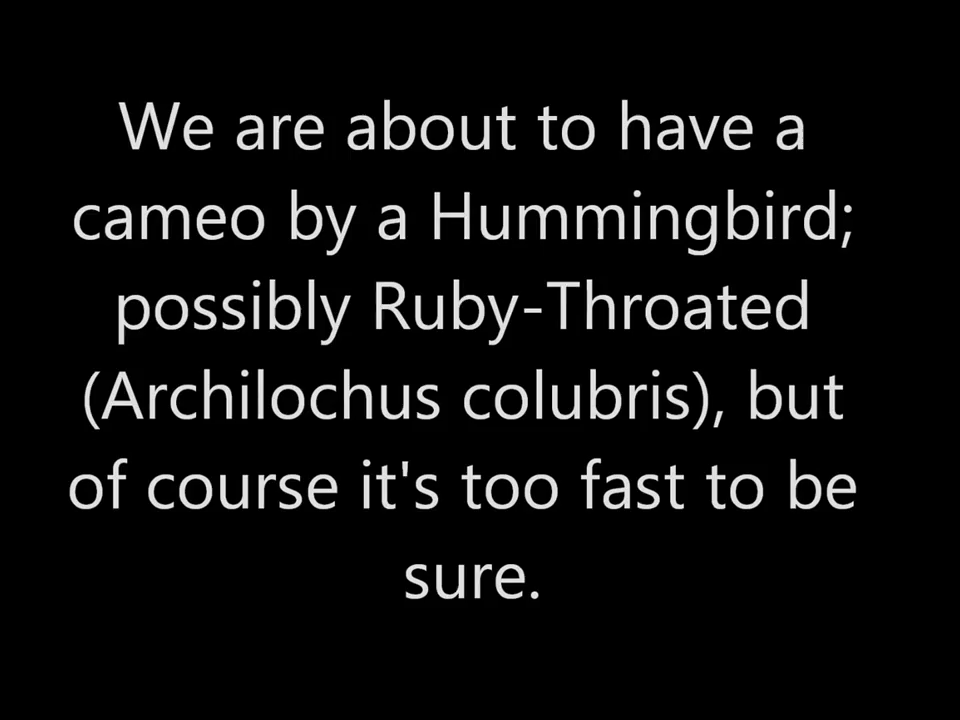 We are about to have a
cameo by a Hummingbird;
possibly Ruby-Throated
(Archilochus colubris), but
of course it's too fast to be
sure.